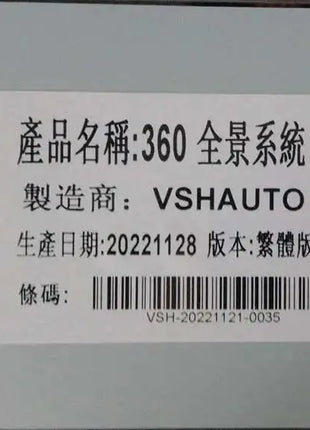 產品名稱:360 全景系統
製造商: VSHAUTO
生產日期:20221128 版本:繁體版
條碼:
VSH-20221121-0035